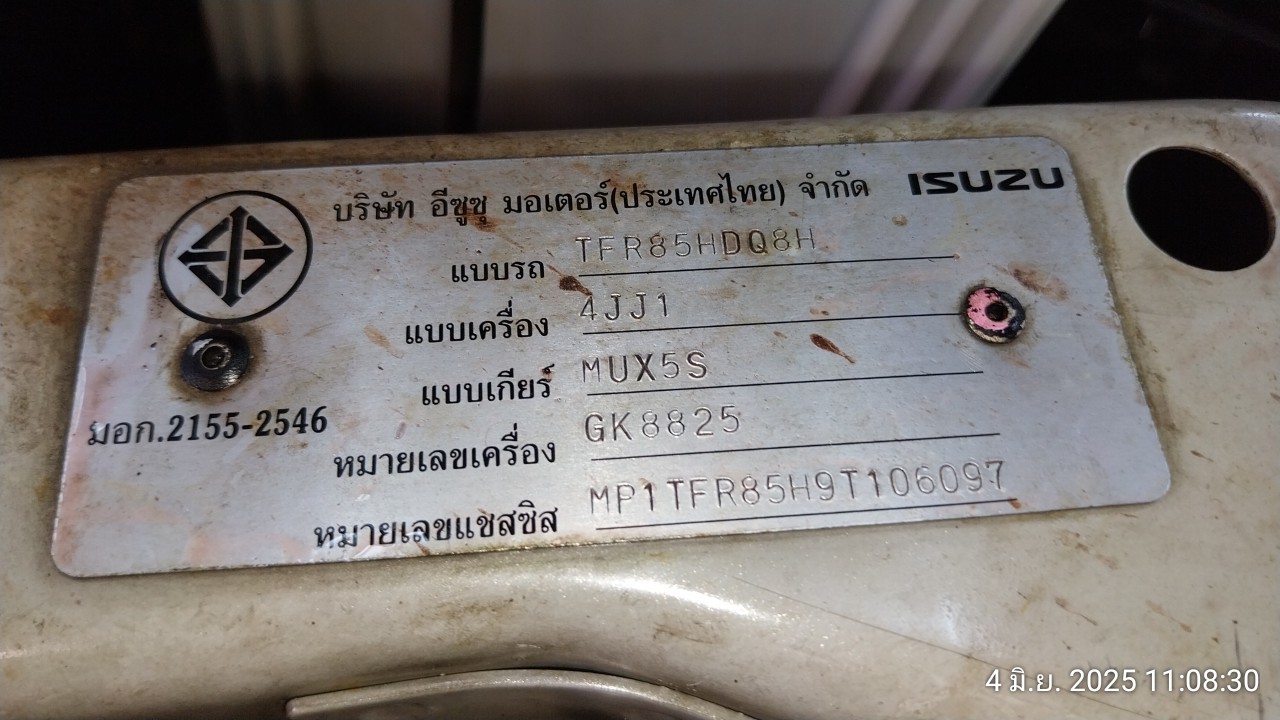 บริษัท อีซูซุ มอเตอร์(ประเทศไทย) จำกัด ISUZU
แบบรถ TFR85HDQ8H
แบบเครื่อง 4JJ1
แบบเกียร์ MUX5S
มอก.2155-2546
หมายเลขเครื่อง GK8825
หมายเลขแชสซิส MP1TFR85H9T106097
4 มิ.ย. 2025 11:08:30